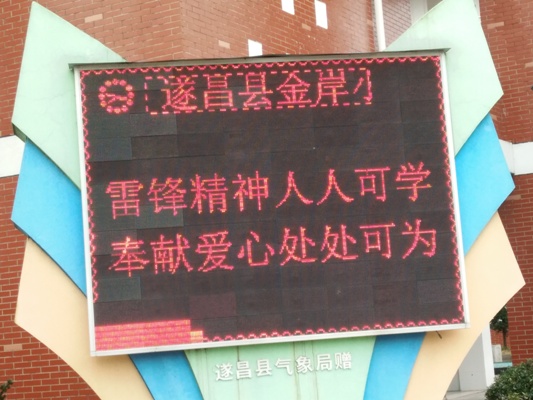 遂昌县金岸小
雷锋精神人人可学
奉献爱心处处可为
遂昌县气象局赠